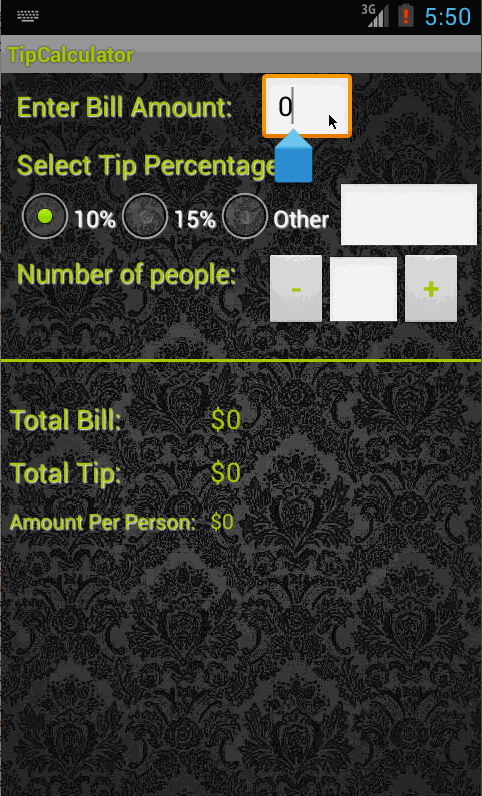 3G 5:50
TipCalculator
Enter Bill Amount: 0
Select Tip Percentage
10% 15% Other
Number of people: - +
Total Bill: $0
Total Tip: $0
Amount Per Person: $0